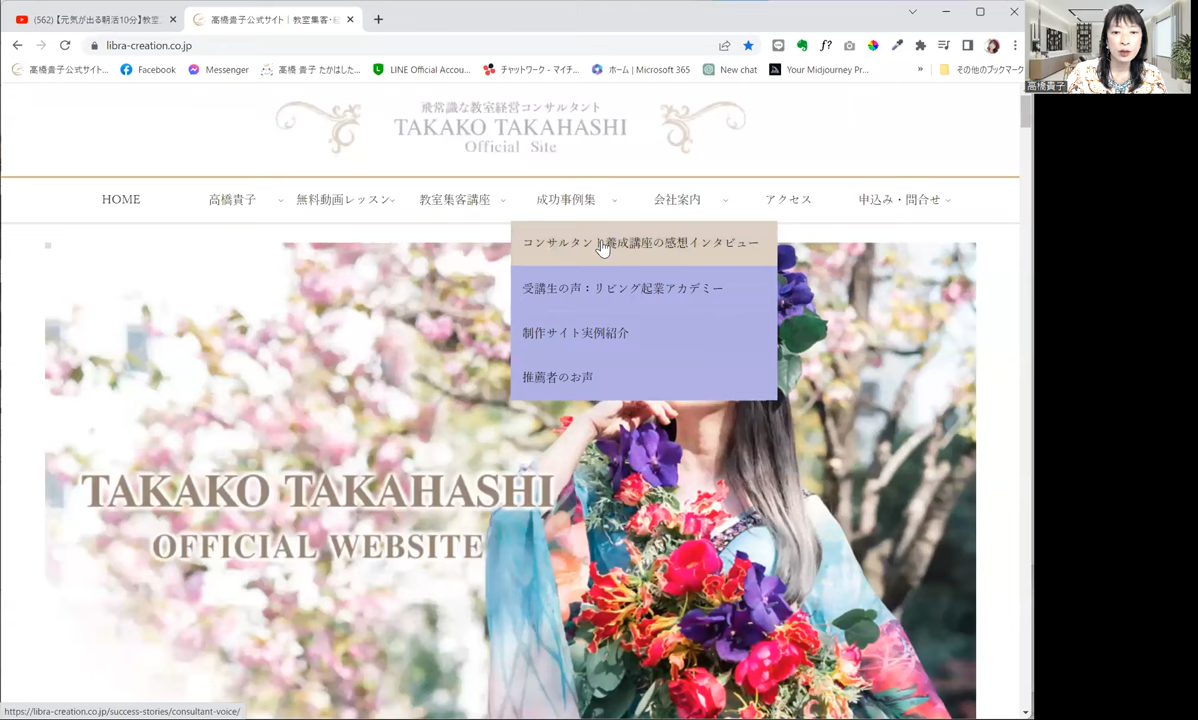 (562) 【元気が出る朝活10分】教室
高橋貴子公式サイト｜教室集客・
libra-creation.co.jp
高橋貴子公式サイト...
Facebook
Messenger
高橋 貴子 たかはした...
LINE Official Accou...
チャットワーク - マイチ...
ホーム | Microsoft 365
New chat
Your Midjourney Pr...
»
その他のブックマーク
高橋貴子
飛常識な教室経営コンサルタント
TAKAKO TAKAHASHI
Official Site
HOME
高橋貴子
無料動画レッスン
教室集客講座
成功事例集
会社案内
アクセス
申込み・問合せ
コンサルタント養成講座の感想インタビュー
受講生の声：リビング起業アカデミー
制作サイト実例紹介
推薦者のお声
TAKAKO TAKAHASHI
OFFICIAL WEBSITE
https://libra-creation.co.jp/success-stories/consultant-voice/